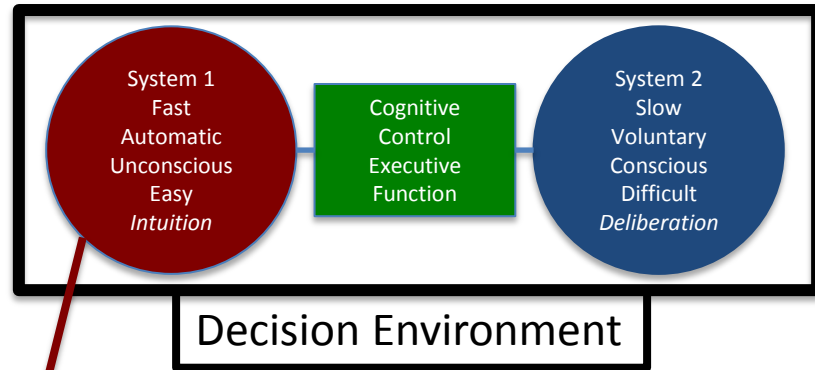 System 1
Fast
Automatic
Unconscious
Easy
Intuition
Cognitive
Control
Executive
Function
System 2
Slow
Voluntary
Conscious
Difficult
Deliberation
Decision Environment